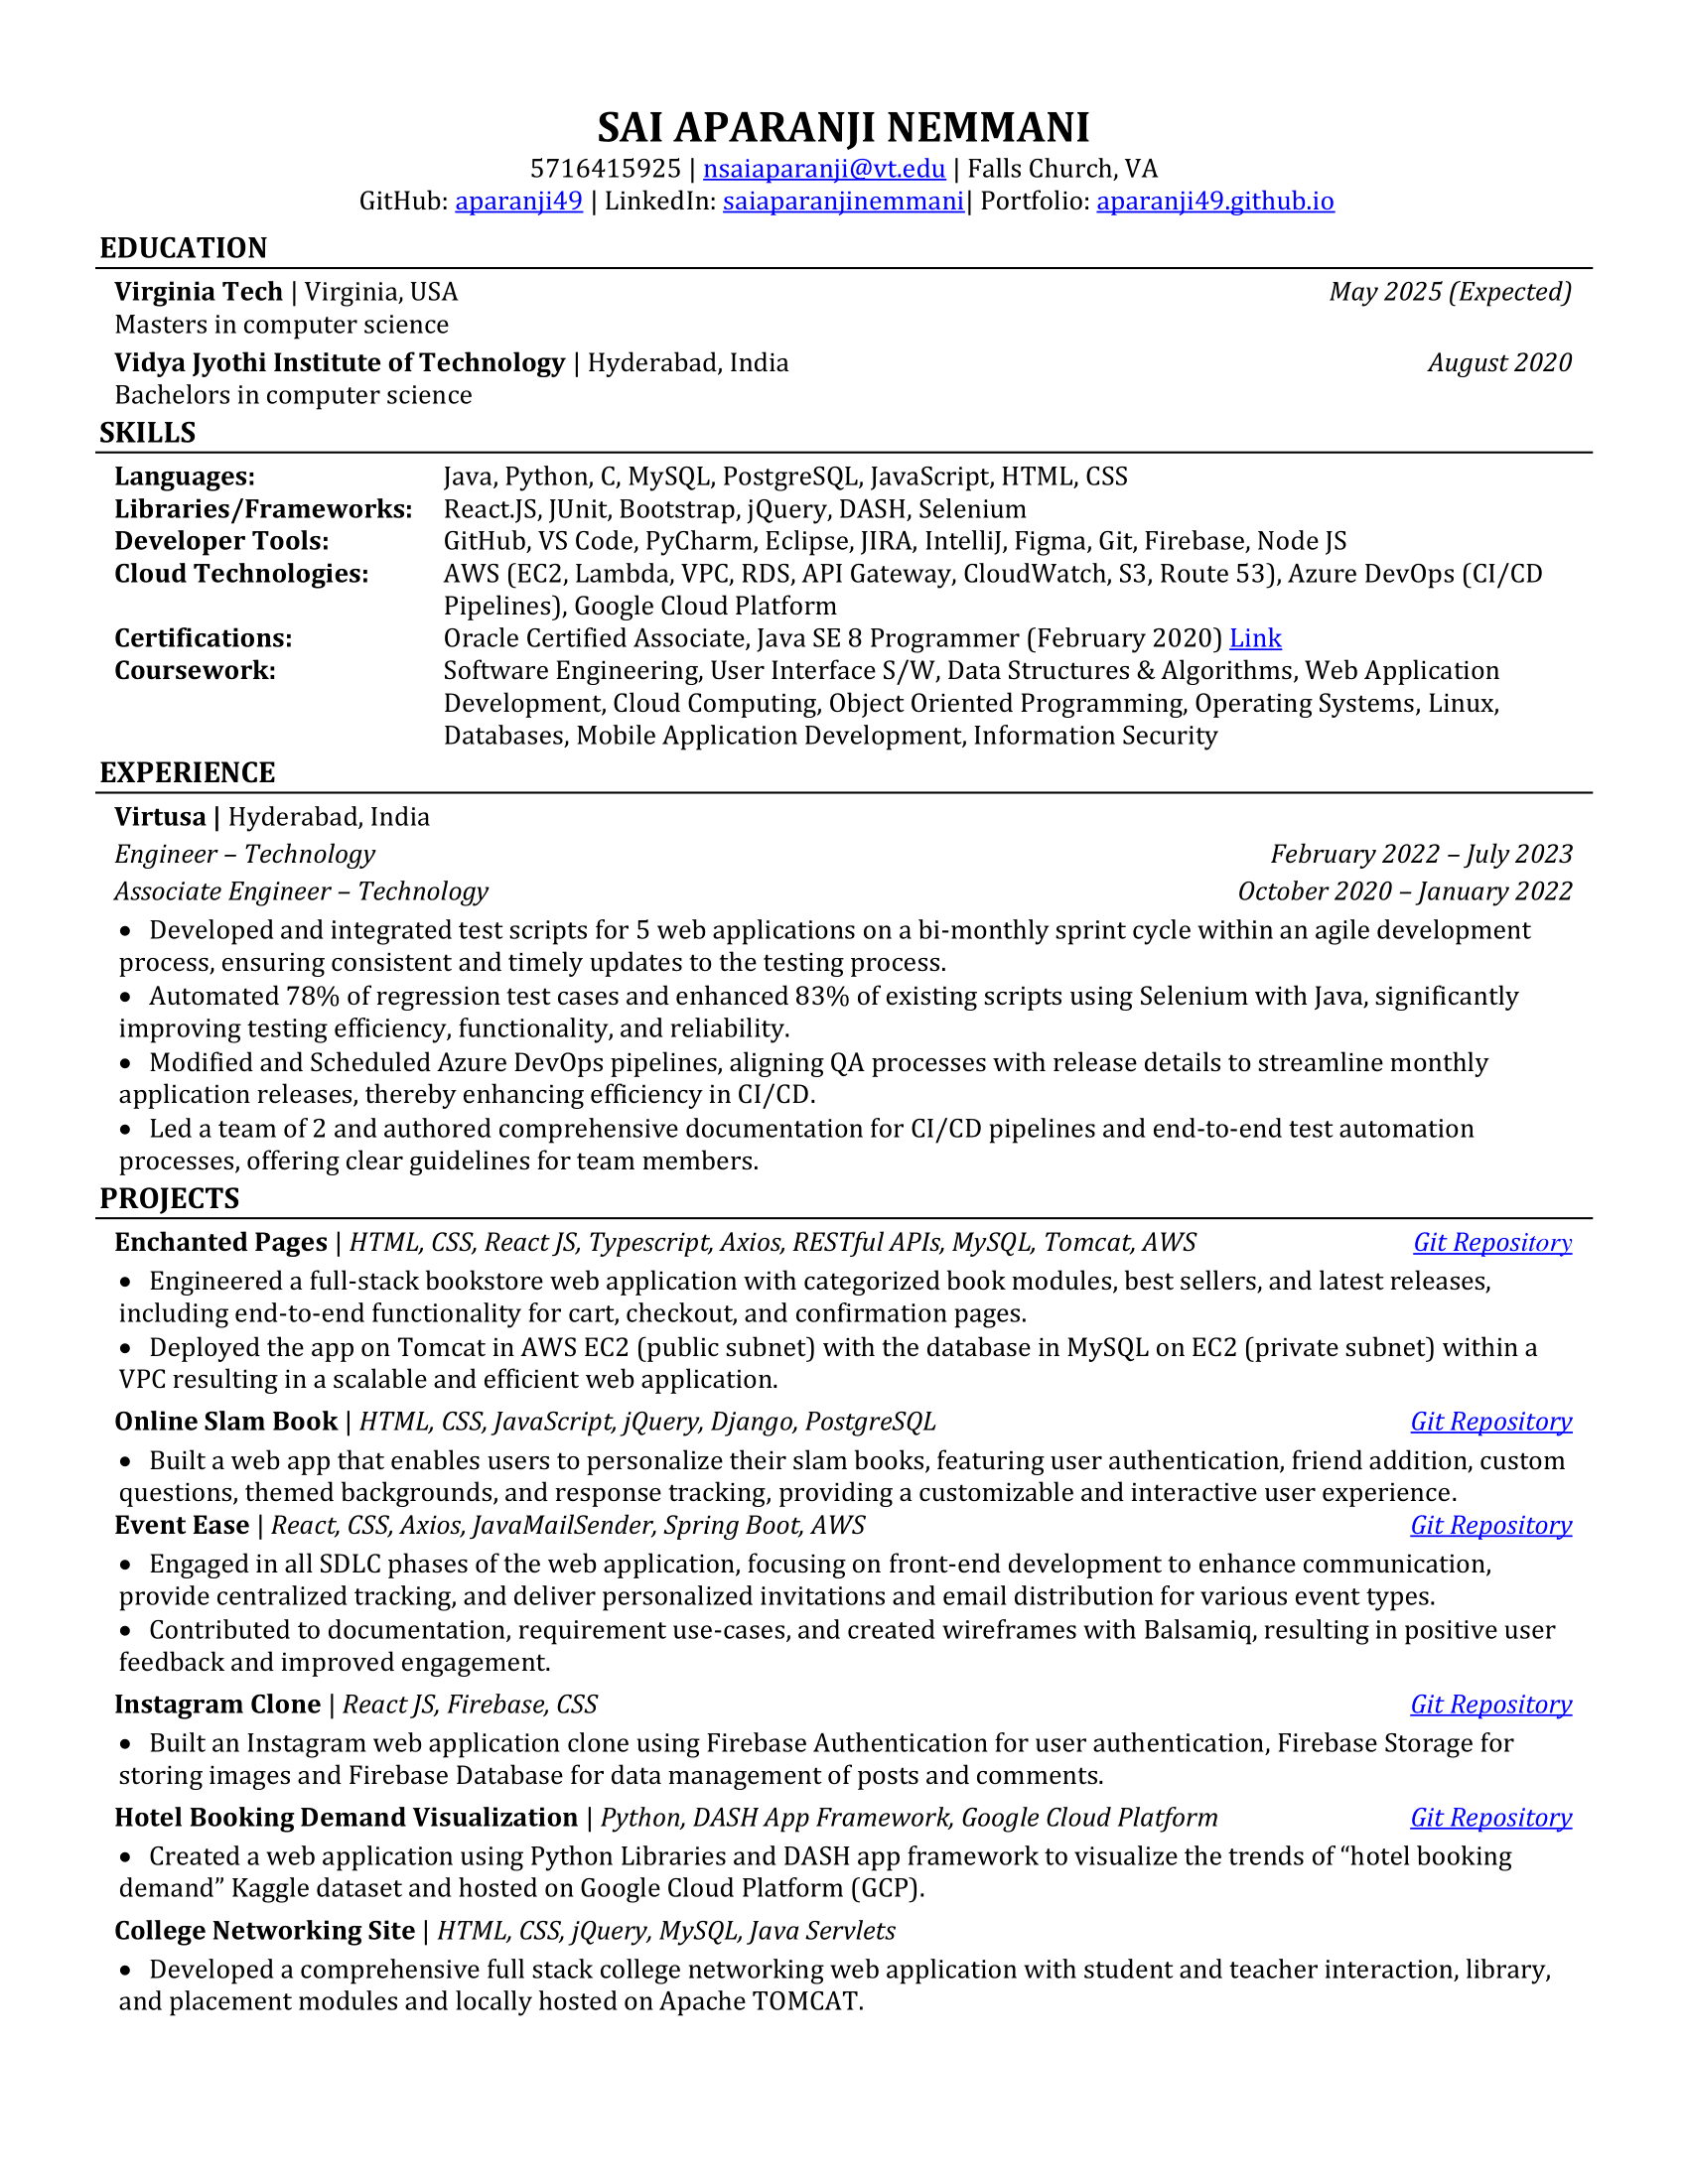 SAI APARANJI NEMMANI
5716415925 | nsaiaparanji@vt.edu | Falls Church, VA
GitHub: aparanji49 | LinkedIn: saiaparanjinemmani| Portfolio: aparanji49.github.io
EDUCATION
Virginia Tech | Virginia, USA May 2025 (Expected)
Masters in computer science
Vidya Jyothi Institute of Technology | Hyderabad, India August 2020
Bachelors in computer science
SKILLS
Languages: Java, Python, C, MySQL, PostgreSQL, JavaScript, HTML, CSS
Libraries/Frameworks: React.JS, JUnit, Bootstrap, jQuery, DASH, Selenium
Developer Tools: GitHub, VS Code, PyCharm, Eclipse, JIRA, IntelliJ, Figma, Git, Firebase, Node JS
Cloud Technologies: AWS (EC2, Lambda, VPC, RDS, API Gateway, CloudWatch, S3, Route 53), Azure DevOps (CI/CD
Pipelines), Google Cloud Platform
Certifications: Oracle Certified Associate, Java SE 8 Programmer (February 2020) Link
Coursework: Software Engineering, User Interface S/W, Data Structures & Algorithms, Web Application
Development, Cloud Computing, Object Oriented Programming, Operating Systems, Linux,
Databases, Mobile Application Development, Information Security
EXPERIENCE
Virtusa | Hyderabad, India
Engineer – Technology February 2022 – July 2023
Associate Engineer – Technology October 2020 – January 2022
• Developed and integrated test scripts for 5 web applications on a bi-monthly sprint cycle within an agile development
process, ensuring consistent and timely updates to the testing process.
• Automated 78% of regression test cases and enhanced 83% of existing scripts using Selenium with Java, significantly
improving testing efficiency, functionality, and reliability.
• Modified and Scheduled Azure DevOps pipelines, aligning QA processes with release details to streamline monthly
application releases, thereby enhancing efficiency in CI/CD.
• Led a team of 2 and authored comprehensive documentation for CI/CD pipelines and end-to-end test automation
processes, offering clear guidelines for team members.
PROJECTS
Enchanted Pages | HTML, CSS, React JS, Typescript, Axios, RESTful APIs, MySQL, Tomcat, AWS Git Repository
• Engineered a full-stack bookstore web application with categorized book modules, best sellers, and latest releases,
including end-to-end functionality for cart, checkout, and confirmation pages.
• Deployed the app on Tomcat in AWS EC2 (public subnet) with the database in MySQL on EC2 (private subnet) within a
VPC resulting in a scalable and efficient web application.
Online Slam Book | HTML, CSS, JavaScript, jQuery, Django, PostgreSQL Git Repository
• Built a web app that enables users to personalize their slam books, featuring user authentication, friend addition, custom
questions, themed backgrounds, and response tracking, providing a customizable and interactive user experience.
Event Ease | React, CSS, Axios, JavaMailSender, Spring Boot, AWS Git Repository
• Engaged in all SDLC phases of the web application, focusing on front-end development to enhance communication,
provide centralized tracking, and deliver personalized invitations and email distribution for various event types.
• Contributed to documentation, requirement use-cases, and created wireframes with Balsamiq, resulting in positive user
feedback and improved engagement.
Instagram Clone | React JS, Firebase, CSS Git Repository
• Built an Instagram web application clone using Firebase Authentication for user authentication, Firebase Storage for
storing images and Firebase Database for data management of posts and comments.
Hotel Booking Demand Visualization | Python, DASH App Framework, Google Cloud Platform Git Repository
• Created a web application using Python Libraries and DASH app framework to visualize the trends of “hotel booking
demand” Kaggle dataset and hosted on Google Cloud Platform (GCP).
College Networking Site | HTML, CSS, jQuery, MySQL, Java Servlets
• Developed a comprehensive full stack college networking web application with student and teacher interaction, library,
and placement modules and locally hosted on Apache TOMCAT.